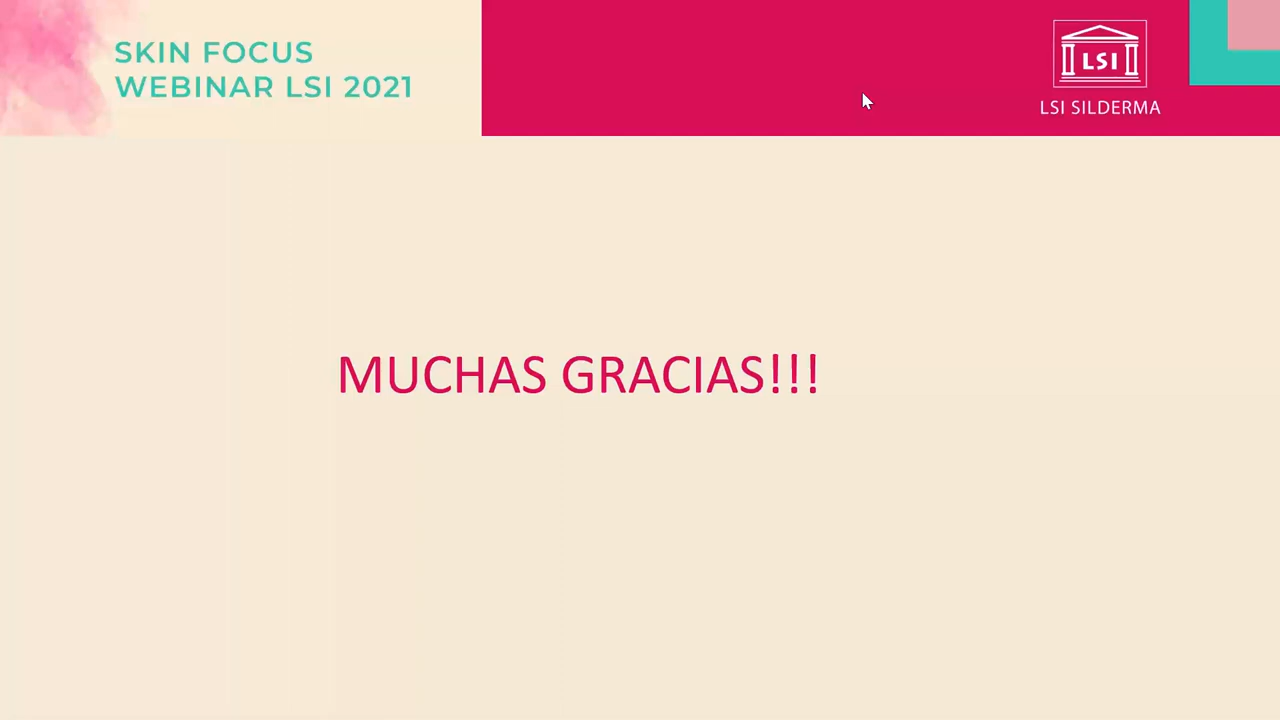 SKIN FOCUS
WEBINAR LSI 2021
LSI
LSI SILDERMA
MUCHAS GRACIAS!!!